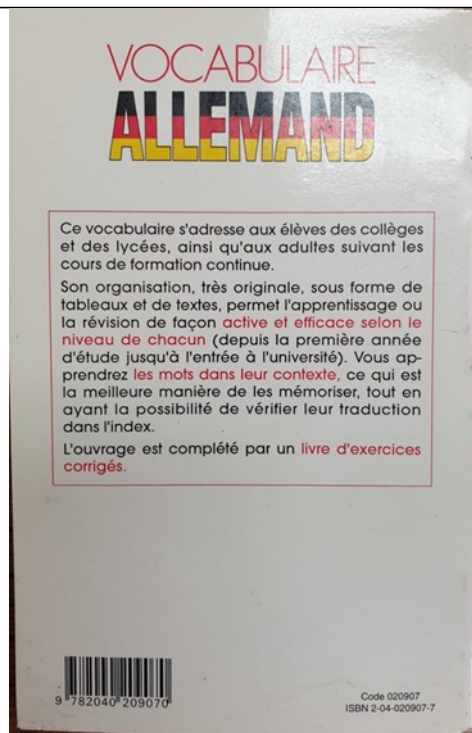 VOCABULAIRE
ALLEMAND
Ce vocabulaire s'adresse aux élèves des collèges
et des lycées, ainsi qu'aux adultes suivant les
cours de formation continue.
Son organisation, très originale, sous forme de
tableaux et de textes, permet l'apprentissage ou
la révision de façon active et efficace selon le
niveau de chacun (depuis la première année
d'étude jusqu'à l'entrée à l'université). Vous ap-
prendrez les mots dans leur contexte, ce qui est
la meilleure manière de les mémoriser, tout en
ayant la possibilité de vérifier leur traduction
dans l'index.
L'ouvrage est complété par un livre d'exercices
corrigés.
9 782040 209070
Code 020907
ISBN 2-04-020907-7